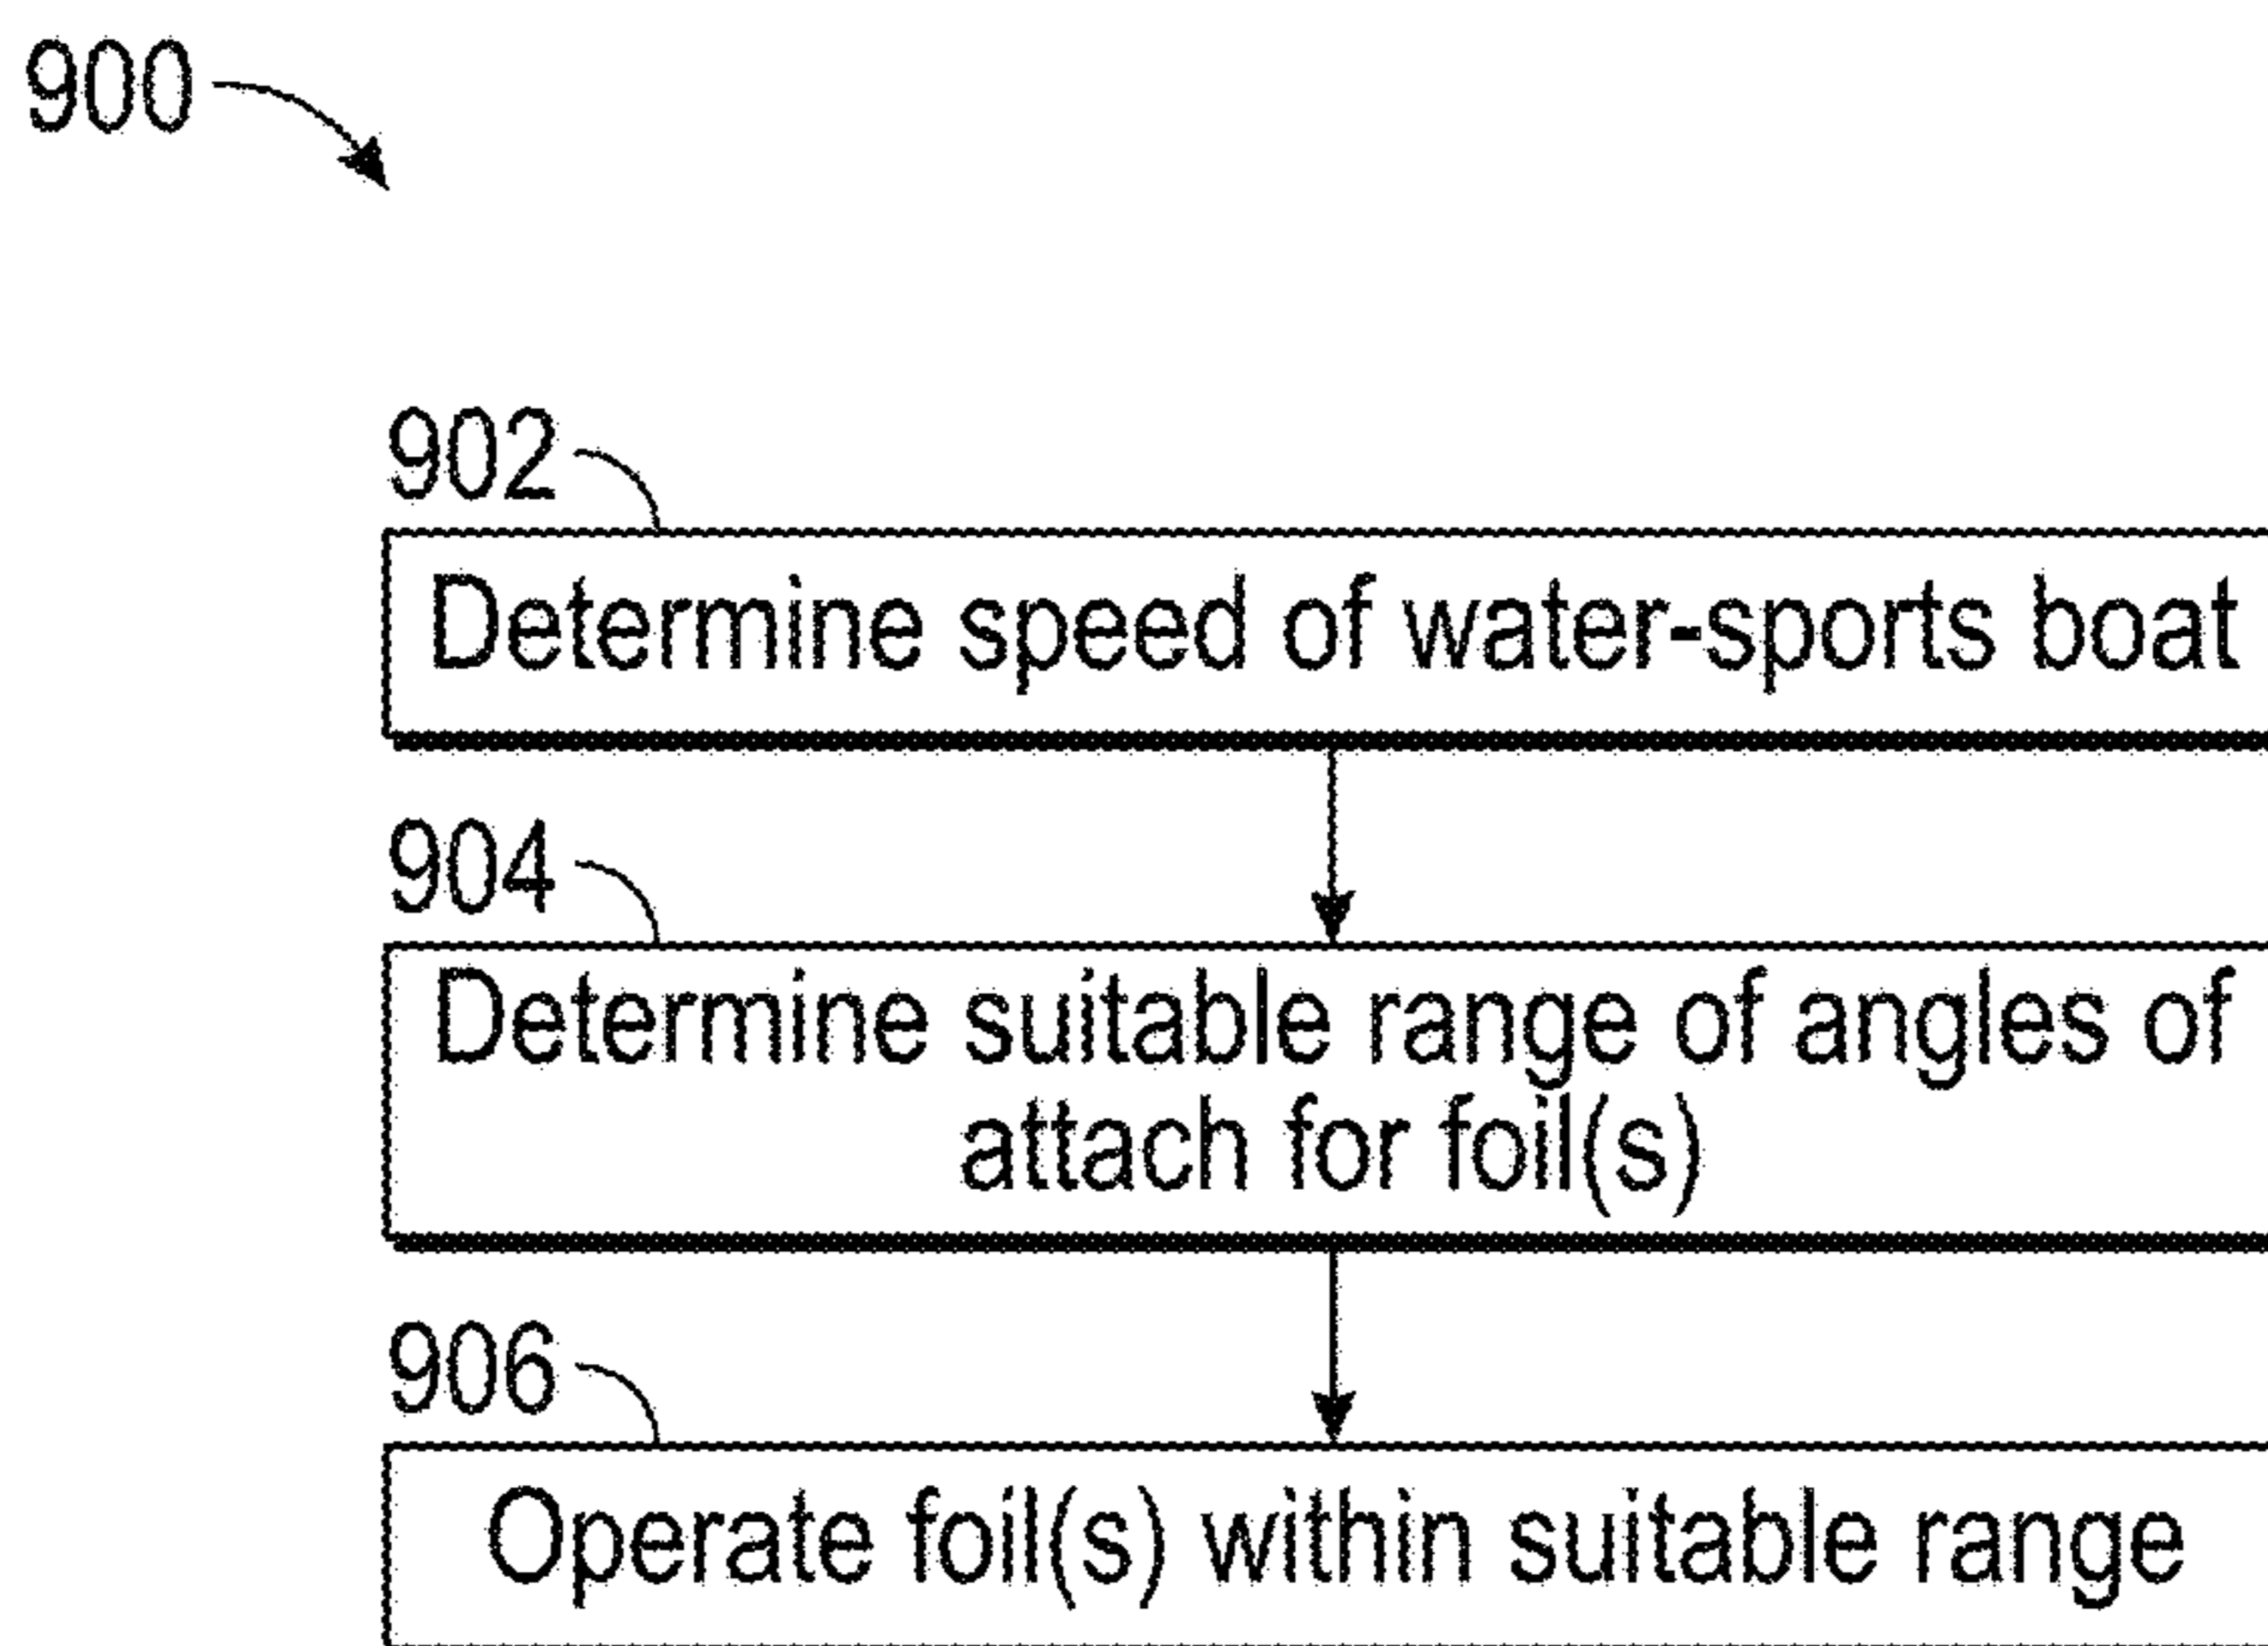 900
902
Determine speed of water-sports boat
904
Determine suitable range of angles of
attach for foil(s)
906
Operate foil(s) within suitable range